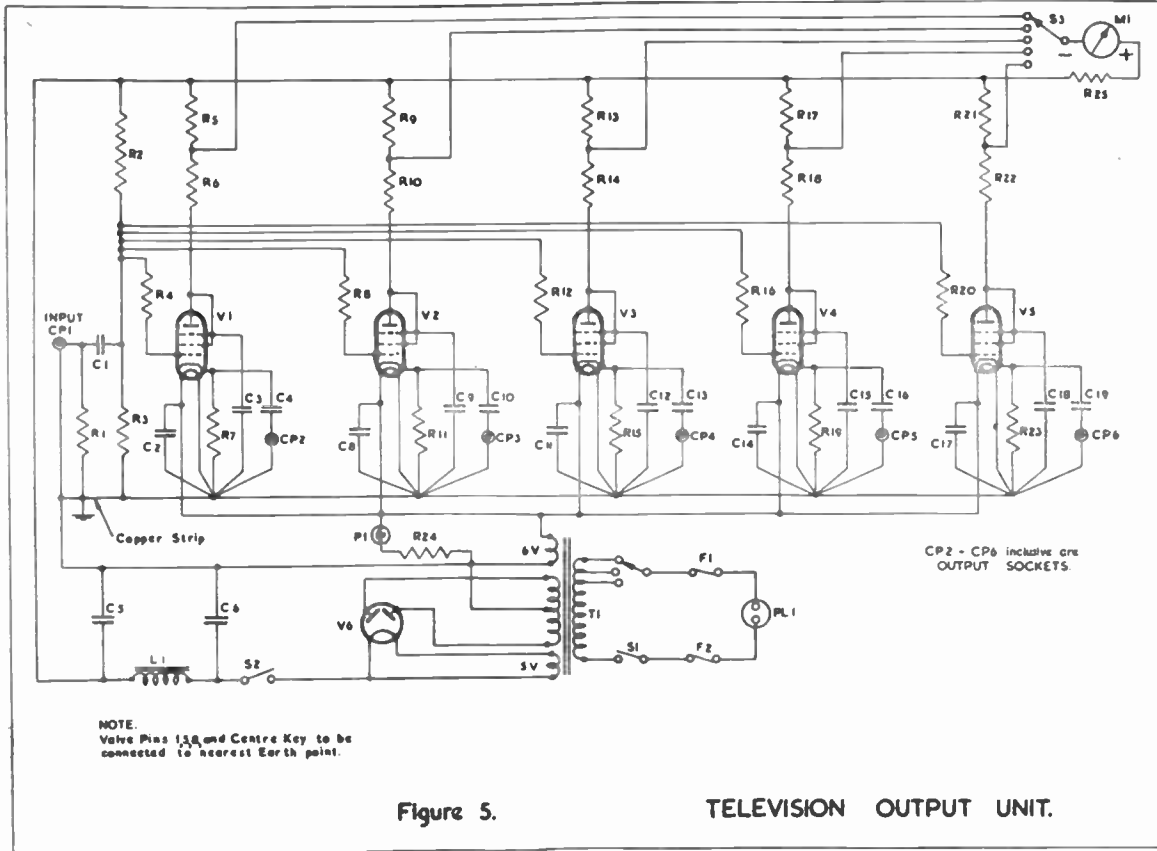 S3
M1
−
+
R5
R9
R13
R17
R21
R25
R2
R6
R10
R14
R18
R22
R4
R8
R12
R16
R20
INPUT
CP1
V1
V2
V3
V4
V5
C1
C3
C4
C9
C10
C12
C13
C15
C16
C18
C19
R1
R3
C2
R7
CP2
C8
R11
CP3
C11
R15
CP4
C14
R19
CP5
C17
R23
CP6
Copper Strip
P1
R24
6V
F1
CP2 - CP6 inclusive are
OUTPUT SOCKETS.
C5
C6
V6
T1
PL1
L1
S2
5V
S1
F2
NOTE.
Valve Pins 1,5,8, and Centre Key to be
connected to nearest Earth point.
Figure 5.
TELEVISION OUTPUT UNIT.